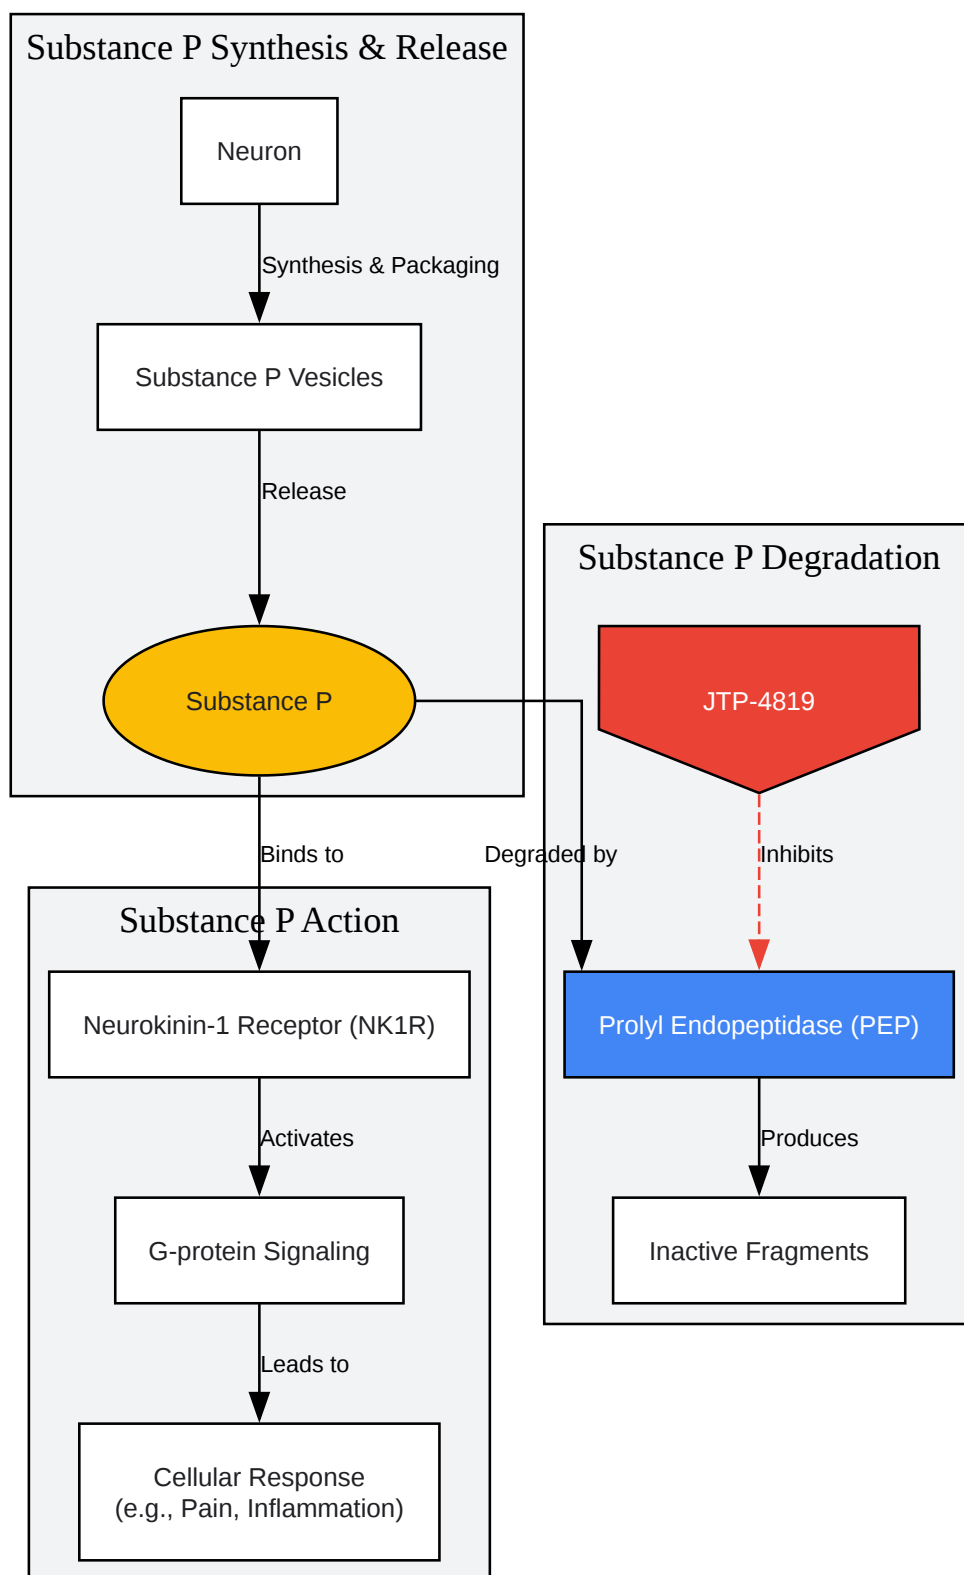 Substance P Synthesis & Release
Neuron
Synthesis & Packaging
Substance P Vesicles
Release
Substance P
Binds to
Substance P Action
Neurokinin-1 Receptor (NK1R)
Activates
G-protein Signaling
Leads to
Cellular Response
(e.g., Pain, Inflammation)
Substance P Degradation
JTP-4819
Degraded by
Inhibits
Prolyl Endopeptidase (PEP)
Produces
Inactive Fragments